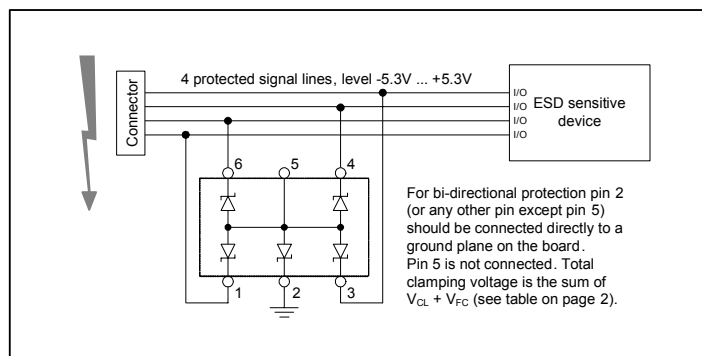 4 protected signal lines, level -5.3V ... +5.3V
Connector
I/O
I/O
I/O
I/O
ESD sensitive
device
6
5
4
1
2
3
For bi-directional protection pin 2
(or any other pin except pin 5)
should be connected directly to a
ground plane on the board.
Pin 5 is not connected. Total
clamping voltage is the sum of
VCL + VFC (see table on page 2).